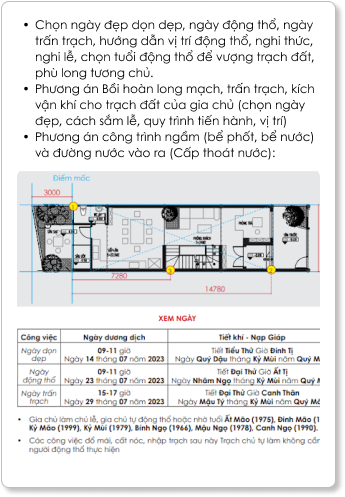 • Chọn ngày đẹp dọn dẹp, ngày động thổ, ngày
trấn trạch, hướng dẫn vị trí động thổ, nghi thức,
nghi lễ, chọn tuổi động thổ để vượng trạch đất,
phù long tương chủ.
• Phương án Bồi hoàn long mạch, trấn trạch, kích
vận khí cho trạch đất của gia chủ (chọn ngày
đẹp, cách sắm lễ, quy trình tiến hành, vị trí)
• Phương án công trình ngầm (bể phốt, bể nước)
và đường nước vào ra (Cấp thoát nước):
Điểm mốc
3000
1
3
2
7280
14780
XEM NGÀY
Công việc Ngày dương dịch Tiết khí - Nạp Giáp
Ngày dọn dẹp 09-11 giờ Ngày 14 tháng 07 năm 2023 Tiết Tiểu Thử Giờ Đinh Tị Ngày Quý Dậu tháng Kỷ Mùi năm Quý M
Ngày động thổ 09-11 giờ Ngày 23 tháng 07 năm 2023 Tiết Đại Thử Giờ Ất Tị Ngày Nhâm Ngọ tháng Kỷ Mùi năm Quý M
Ngày trấn trạch 15-17 giờ Ngày 29 tháng 07 năm 2023 Tiết Đại Thử Giờ Canh Thân Ngày Mậu Tý tháng Kỷ Mùi năm Quý M
• Gia chủ làm chủ lễ, gia chủ tự động thổ hoặc nhờ tuổi Ất Mão (1975), Đinh Mão (1
Kỷ Mão (1999), Kỷ Mùi (1979), Bính Ngọ (1966), Mậu Ngọ (1978), Canh Ngọ (1990).
• Các công việc đổ mái, cất nóc, nhập trạch sau này Trạch chủ tự làm không cần
người động thổ thực hiện